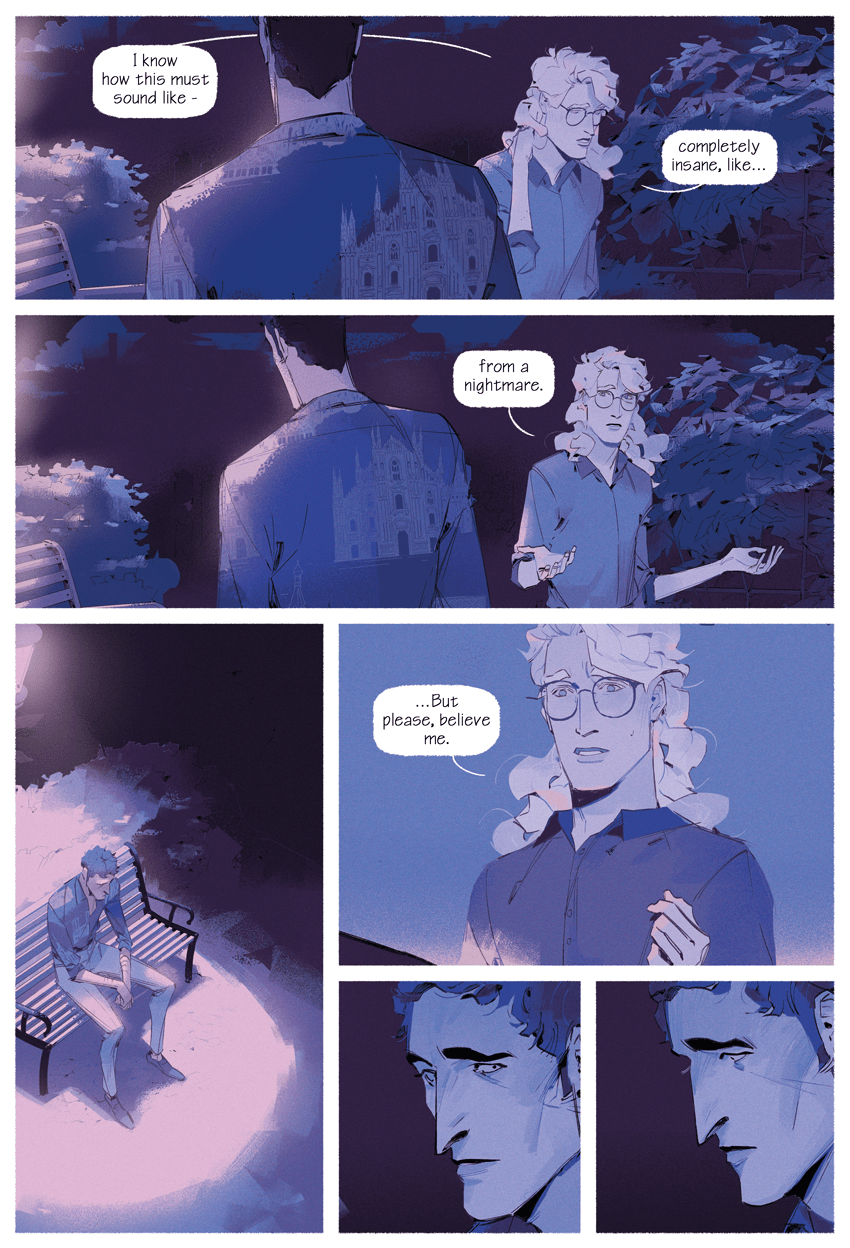 I know
how this must
sound like -
completely
insane, like...
from a
nightmare.
...But
please, believe
me.